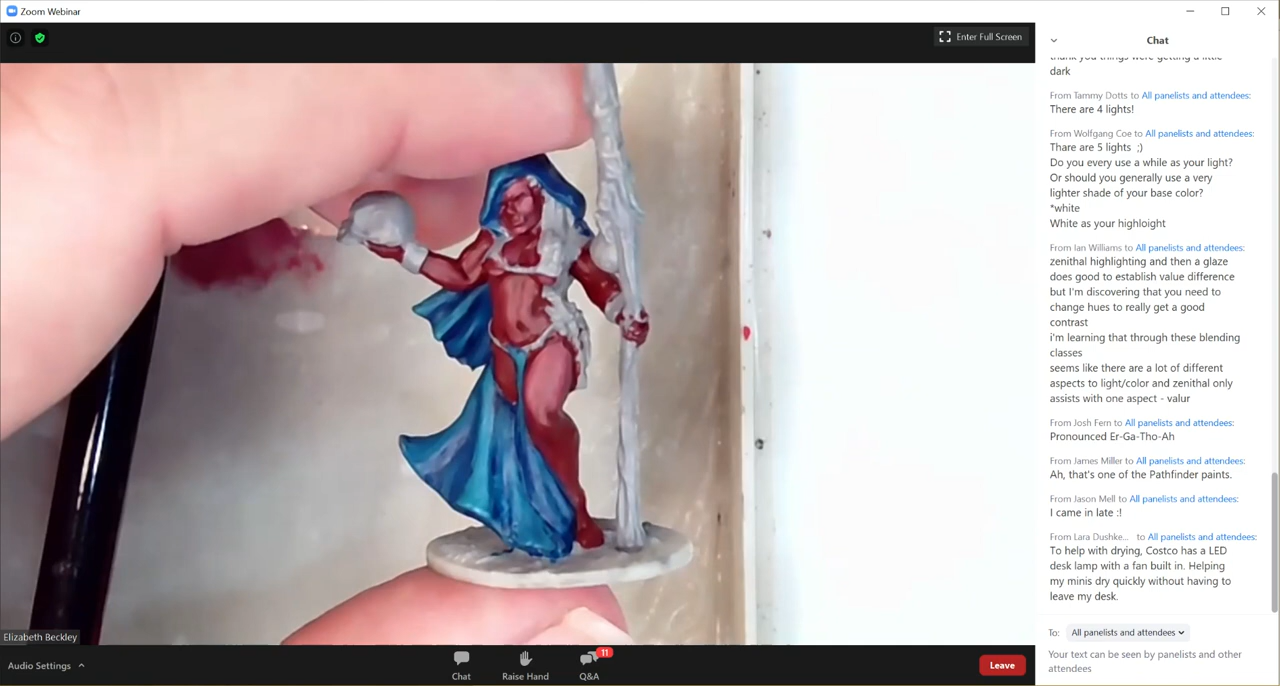 Zoom Webinar
Enter Full Screen
Chat
thank you things were getting a little
dark
From Tammy Dotts to All panelists and attendees:
There are 4 lights!
From Wolfgang Coe to All panelists and attendees:
Thare are 5 lights ;)
Do you every use a while as your light?
Or should you generally use a very
lighter shade of your base color?
*white
White as your highloight
From Ian Williams to All panelists and attendees:
zenithal highlighting and then a glaze
does good to establish value difference
but I'm discovering that you need to
change hues to really get a good
contrast
i'm learning that through these blending
classes
seems like there are a lot of different
aspects to light/color and zenithal only
assists with one aspect - valur
From Josh Fern to All panelists and attendees:
Pronounced Er-Ga-Tho-Ah
From James Miller to All panelists and attendees:
Ah, that's one of the Pathfinder paints.
From Jason Mell to All panelists and attendees:
I came in late :!
From Lara Dushke... to All panelists and attendees:
To help with drying, Costco has a LED
desk lamp with a fan built in. Helping
my minis dry quickly without having to
leave my desk.
To: All panelists and attendees
Your text can be seen by panelists and other
attendees
Elizabeth Beckley
Audio Settings
Chat
Raise Hand
11
Q&A
Leave